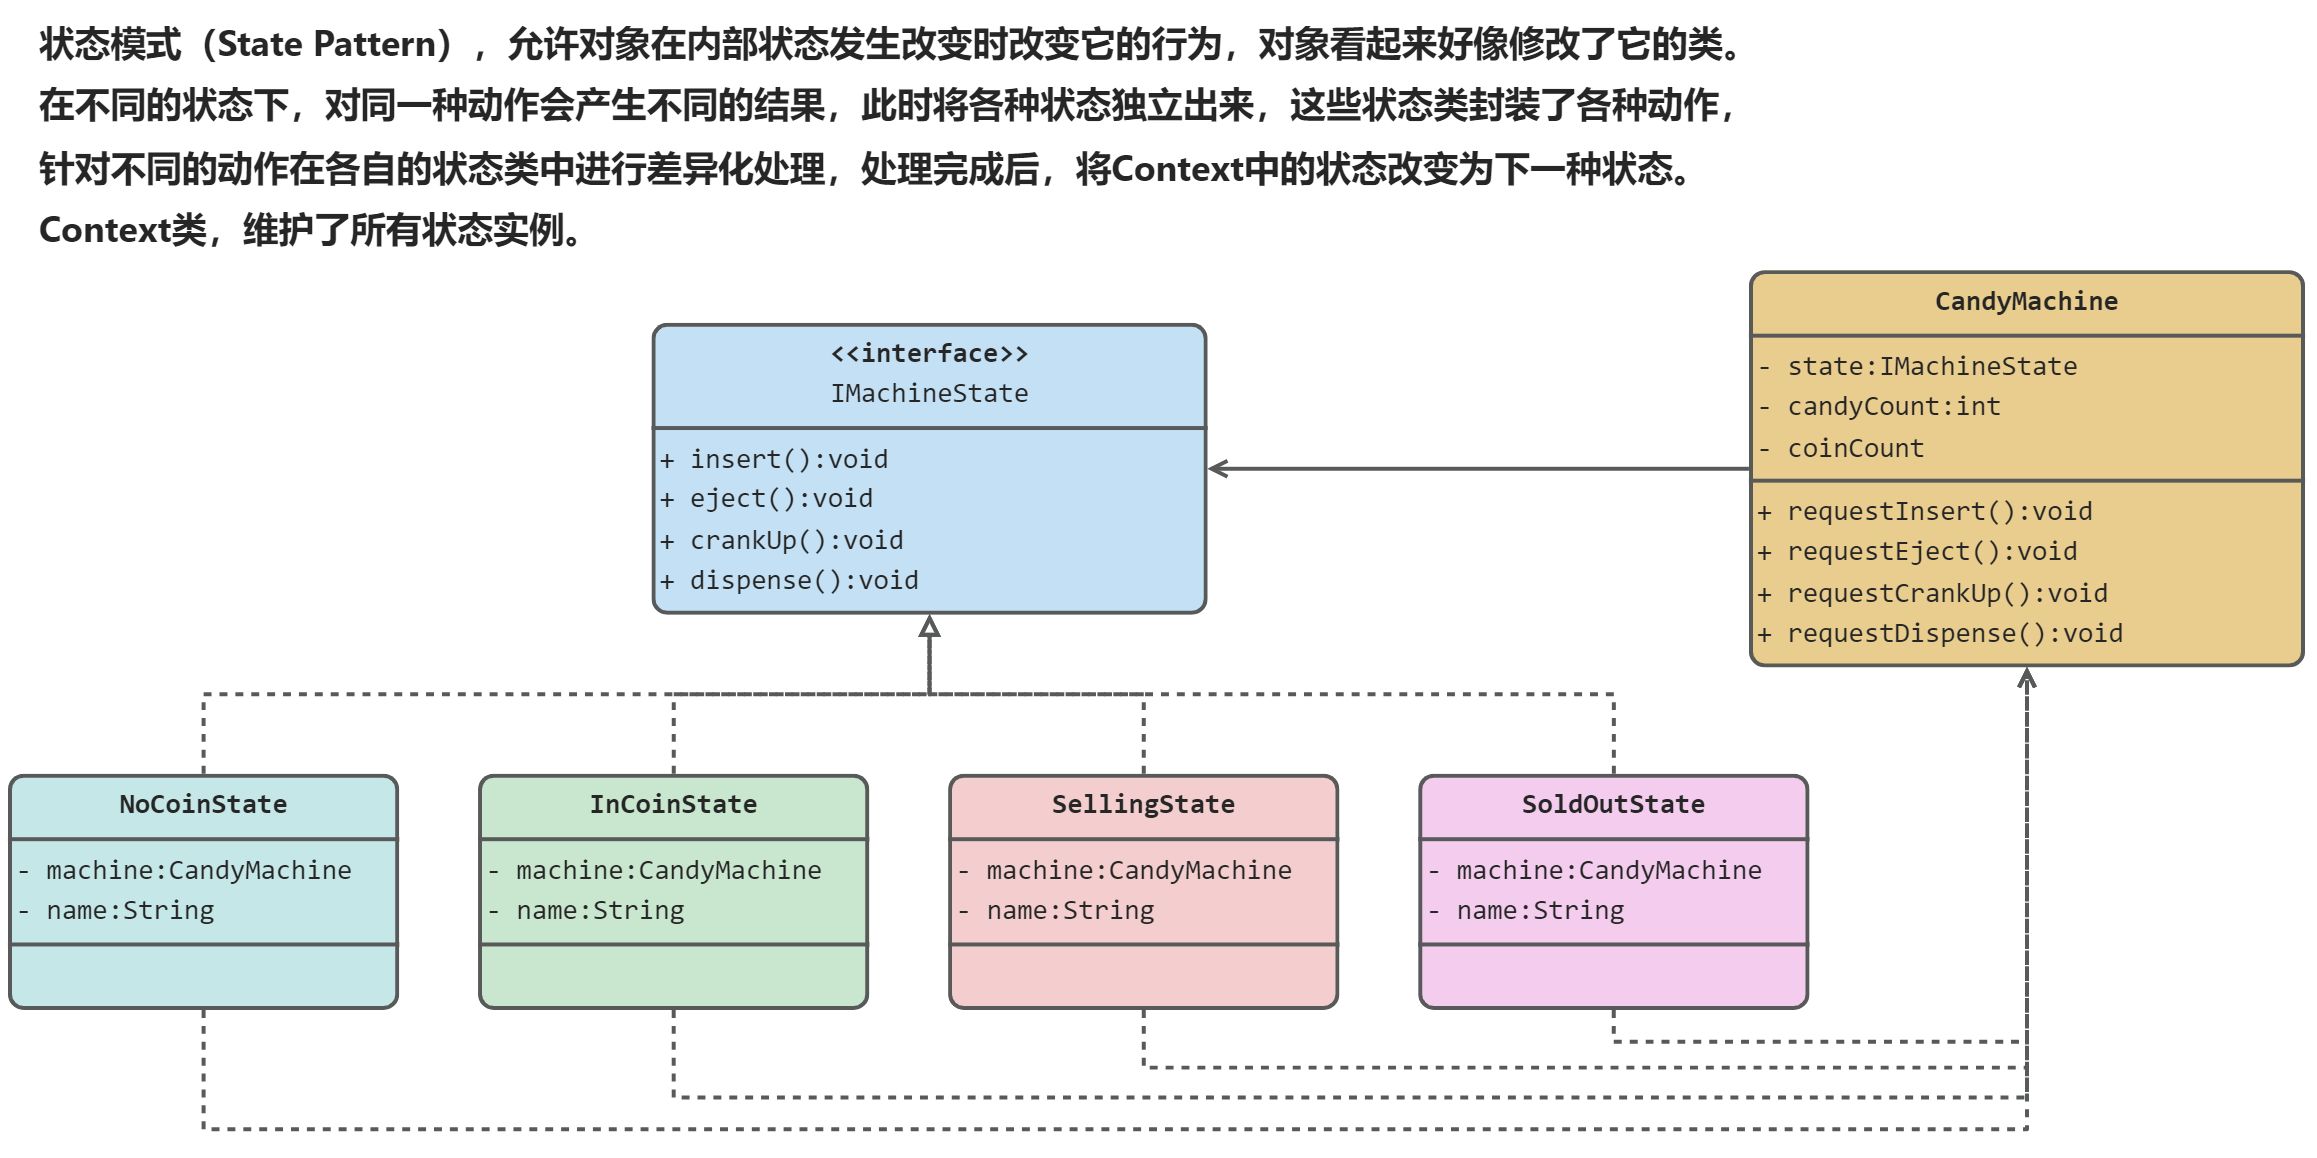 状态模式（State Pattern），允许对象在内部状态发生改变时改变它的行为，对象看起来好像修改了它的类。
在不同的状态下，对同一种动作会产生不同的结果，此时将各种状态独立出来，这些状态类封装了各种动作，
针对不同的动作在各自的状态类中进行差异化处理，处理完成后，将Context中的状态改变为下一种状态。
Context类，维护了所有状态实例。
CandyMachine
- state:IMachineState
- candyCount:int
- coinCount
+ requestInsert():void
+ requestEject():void
+ requestCrankUp():void
+ requestDispense():void
<<interface>>
IMachineState
+ insert():void
+ eject():void
+ crankUp():void
+ dispense():void
NoCoinState
- machine:CandyMachine
- name:String
InCoinState
- machine:CandyMachine
- name:String
SellingState
- machine:CandyMachine
- name:String
SoldOutState
- machine:CandyMachine
- name:String